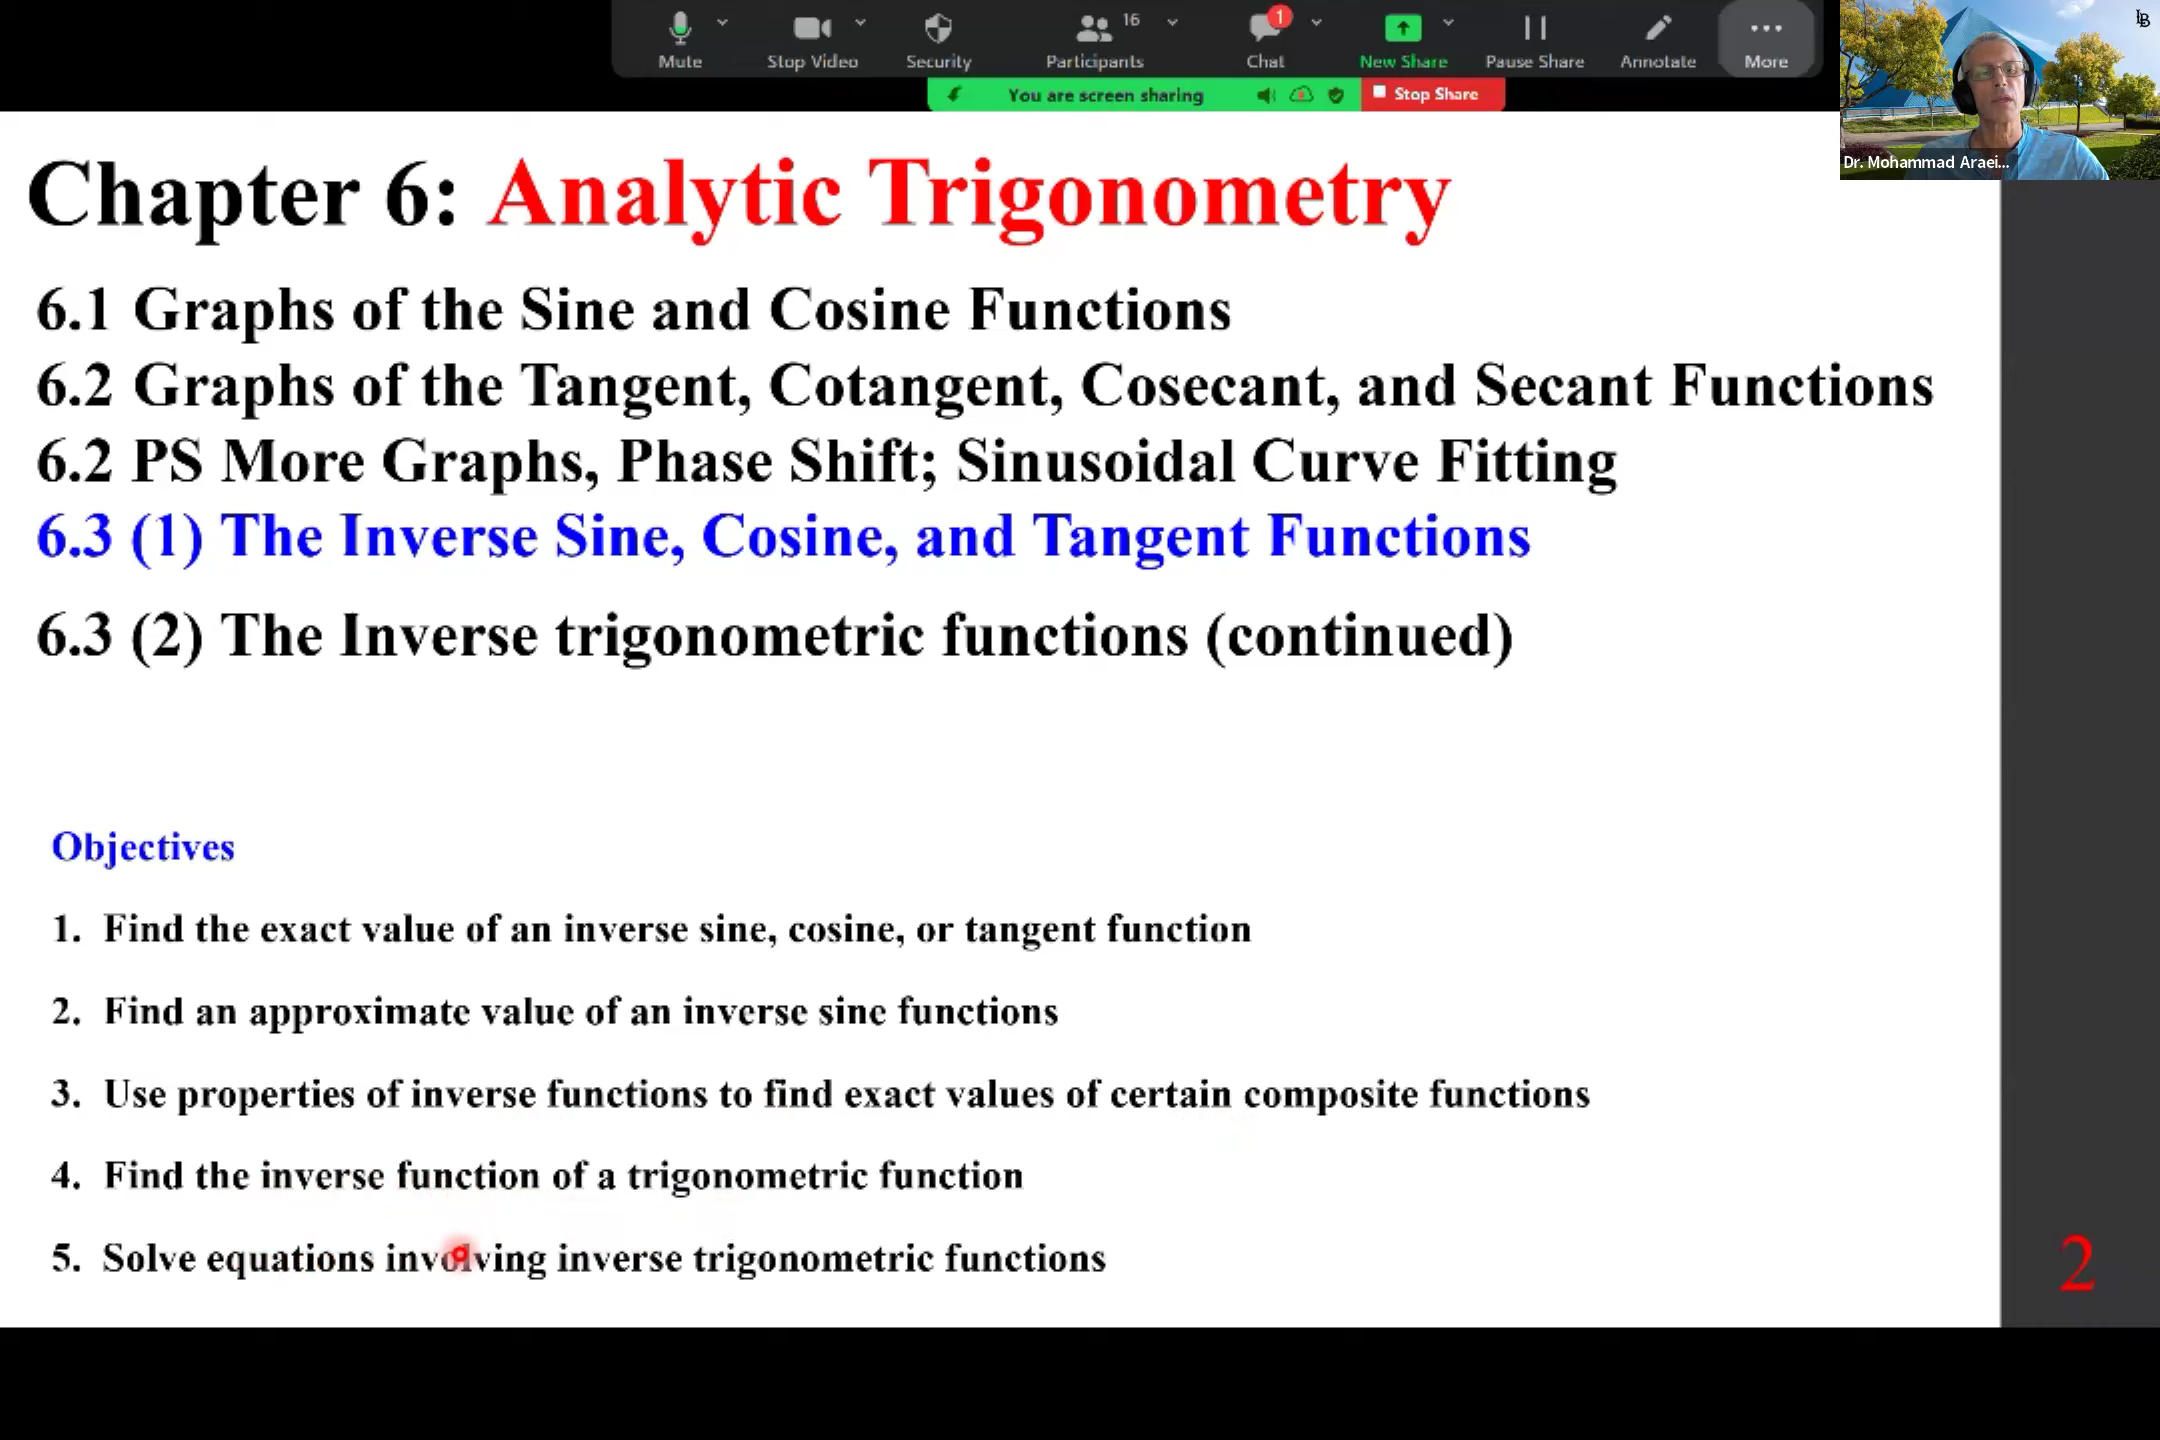 Mute
Stop Video
Security
16
Participants
1
Chat
New Share
Pause Share
Annotate
More
You are screen sharing
Stop Share
LB
Dr. Mohammad Araei...
Chapter 6: Analytic Trigonometry
6.1 Graphs of the Sine and Cosine Functions
6.2 Graphs of the Tangent, Cotangent, Cosecant, and Secant Functions
6.2 PS More Graphs, Phase Shift; Sinusoidal Curve Fitting
6.3 (1) The Inverse Sine, Cosine, and Tangent Functions
6.3 (2) The Inverse trigonometric functions (continued)
Objectives
1. Find the exact value of an inverse sine, cosine, or tangent function
2. Find an approximate value of an inverse sine functions
3. Use properties of inverse functions to find exact values of certain composite functions
4. Find the inverse function of a trigonometric function
5. Solve equations involving inverse trigonometric functions
2